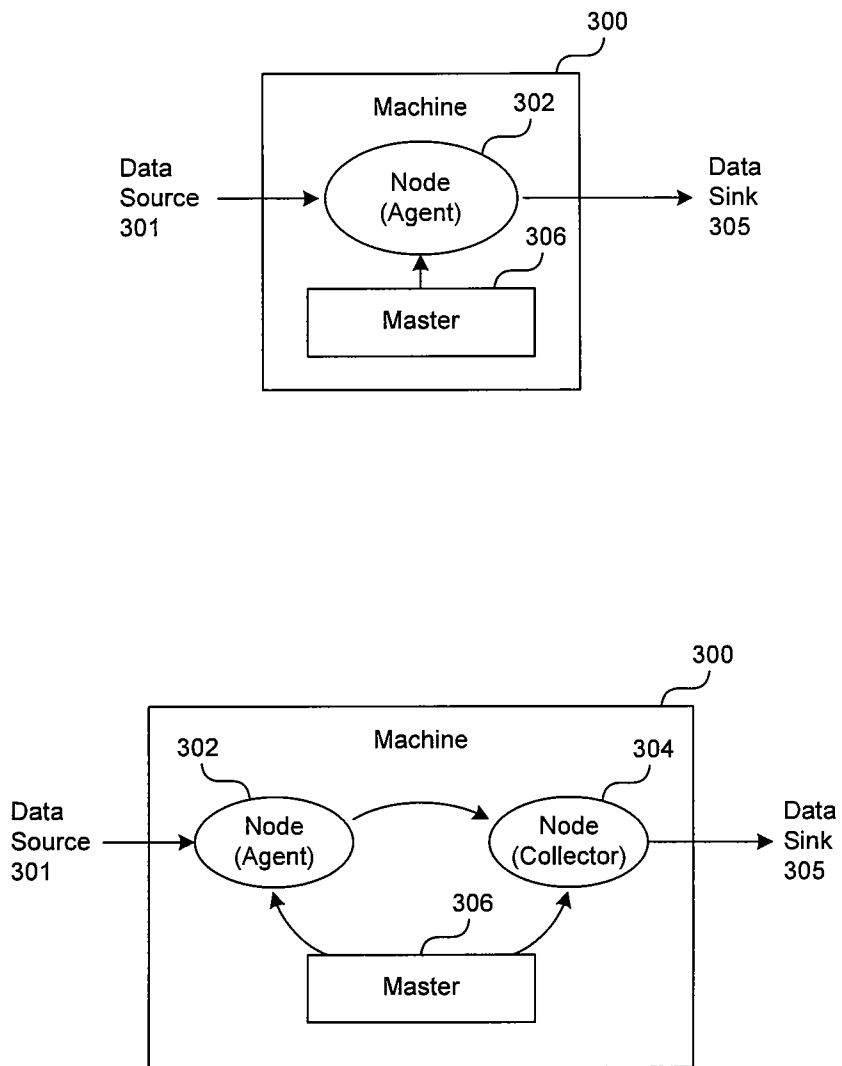 300
Machine
302
Data
Source
301
Node
(Agent)
Data
Sink
305
306
Master
300
Machine
302
304
Data
Source
301
Node
(Agent)
Node
(Collector)
Data
Sink
305
306
Master